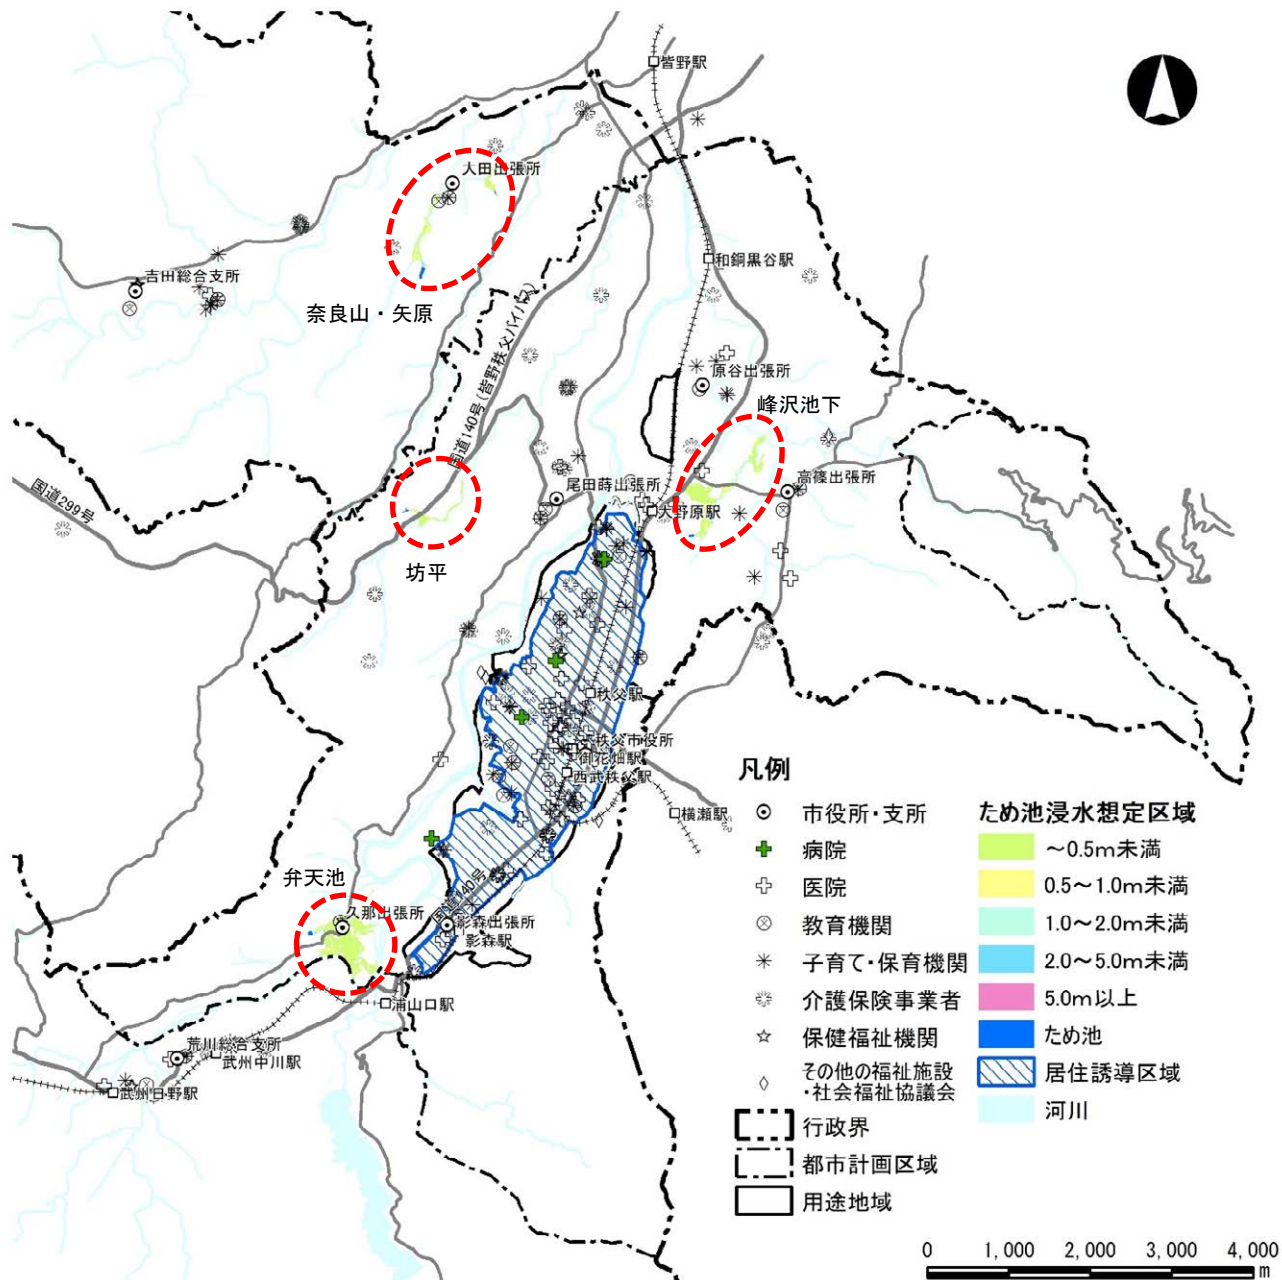 皆野駅
大田出張所
和銅黒谷駅
吉田総合支所
奈良山・矢原
国道140号(皆野秩父バイパス)
原谷出張所
峰沢池下
国道299号
尾田蒔出張所
高篠出張所
大野原駅
坊平
秩父駅
秩父市役所
御花畑駅
西武秩父駅
横瀬駅
弁天池
国道140号
久那出張所
影森出張所
影森駅
浦山口駅
荒川総合支所
武州中川駅
武州日野駅
凡例
市役所・支所
病院
医院
教育機関
子育て・保育機関
介護保険事業者
保健福祉機関
その他の福祉施設
・社会福祉協議会
行政界
都市計画区域
用途地域
ため池浸水想定区域
～0.5m未満
0.5～1.0m未満
1.0～2.0m未満
2.0～5.0m未満
5.0m以上
ため池
居住誘導区域
河川
0 1,000 2,000 3,000 4,000
m